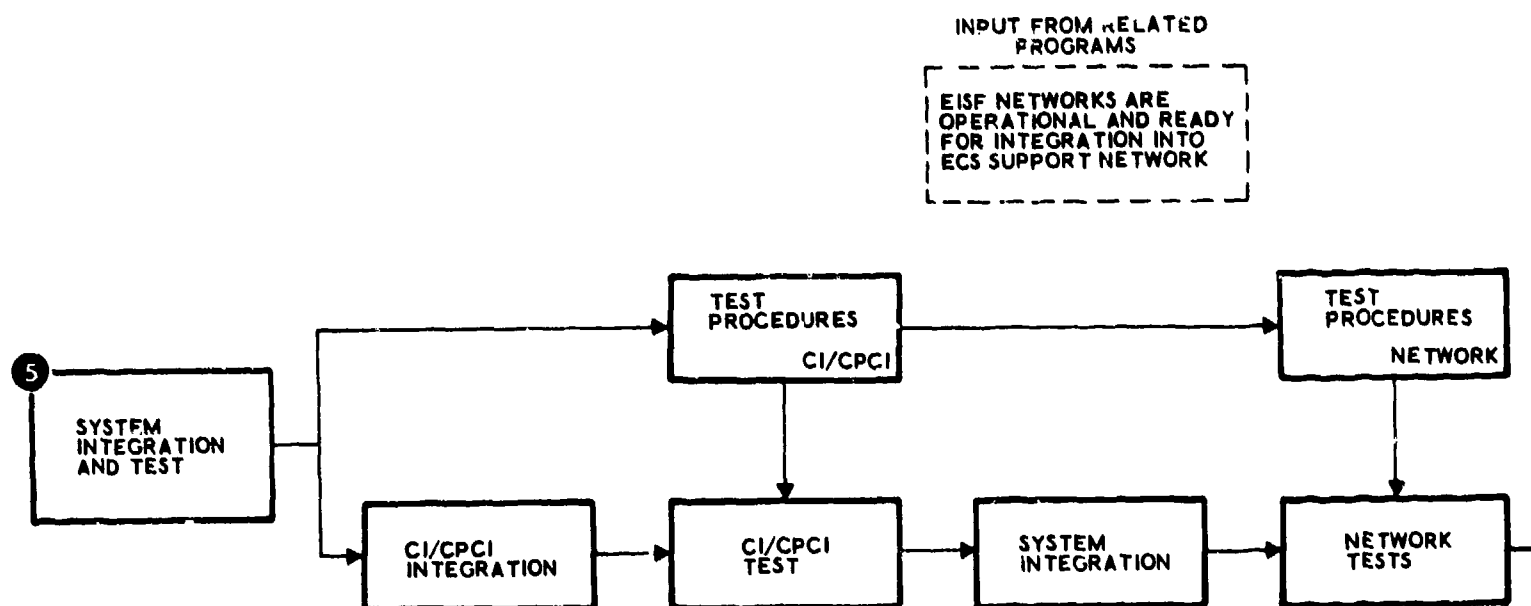 INPUT FROM RELATED
PROGRAMS
EISF NETWORKS ARE
OPERATIONAL AND READY
FOR INTEGRATION INTO
ECS SUPPORT NETWORK
TEST
PROCEDURES
CI/CPCI
TEST
PROCEDURES
NETWORK
5
SYSTEM
INTEGRATION
AND TEST
CI/CPCI
INTEGRATION
CI/CPCI
TEST
SYSTEM
INTEGRATION
NETWORK
TESTS